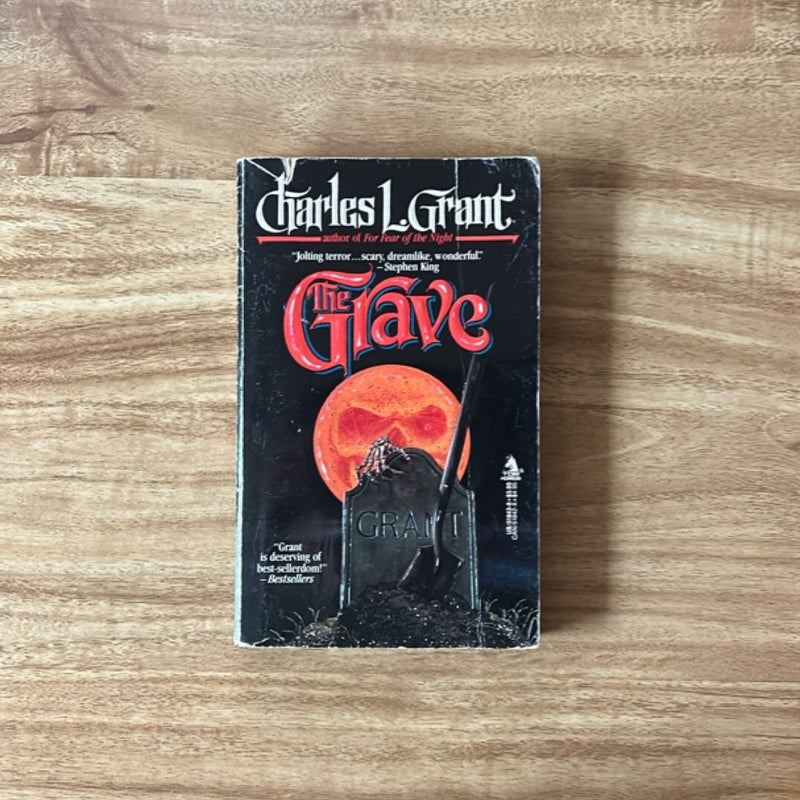 Charles L. Grant
author of For Fear of the Night
"Jolting terror...scary, dreamlike, wonderful."
– Stephen King
The
Grave
GRANT
HORROR
"Grant
is deserving of
best-sellerdom!"
– Bestsellers